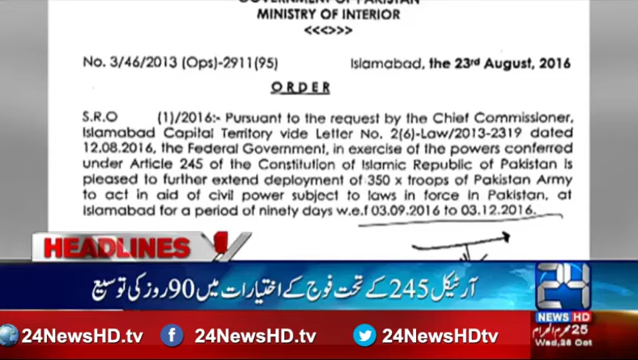 GOVERNMENT OF PAKISTAN
MINISTRY OF INTERIOR
<<<>>>
No. 3/46/2013 (Ops)-2911(95) Islamabad, the 23rd August, 2016
ORDER
S.R.O (1)/2016:- Pursuant to the request by the Chief Commissioner,
Islamabad Capital Territory vide Letter No. 2(6)-Law/2013-2319 dated
12.08.2016, the Federal Government, in exercise of the powers conferred
under Article 245 of the Constitution of Islamic Republic of Pakistan is
pleased to further extend deployment of 350 x troops of Pakistan Army
to act in aid of civil power subject to laws in force in Pakistan, at
Islamabad for a period of ninety days w.e.f 03.09.2016 to 03.12.2016.
HEADLINES
آرٹیکل 245 کے تحت فوج کے اختیارات میں 90 روز کی توسیع
24
NEWS HD
25 محرم الحرام
Wed, 26 Oct
24NewsHD.tv
24NewsHD.tv
24NewsHDtv